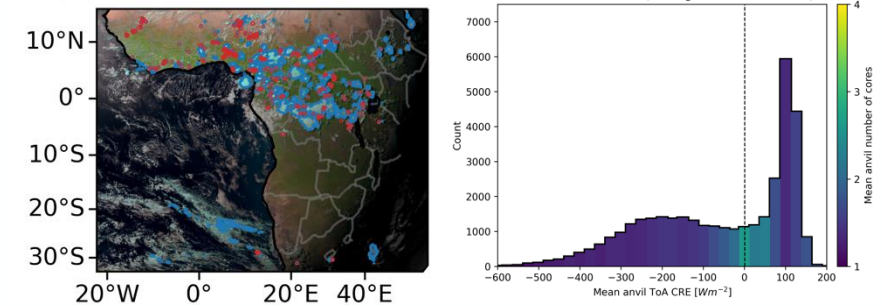 10°N
0°
10°S
20°S
30°S
20°W 0° 20°E 40°E
7000
6000
5000
4000
3000
2000
1000
0
Count
−600 −500 −400 −300 −200 −100 0 100 200
Mean anvil ToA CRE [Wm⁻²]
4
3
2
1
Mean anvil number of cores